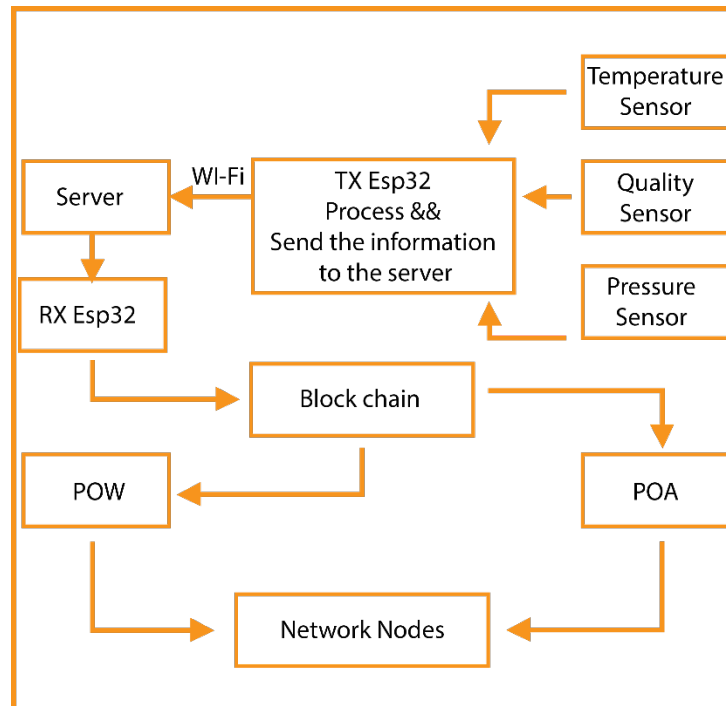 Temperature
Sensor
WI-Fi
Server
TX Esp32
Process &&
Send the information
to the server
Quality
Sensor
RX Esp32
Pressure
Sensor
Block chain
POW
POA
Network Nodes